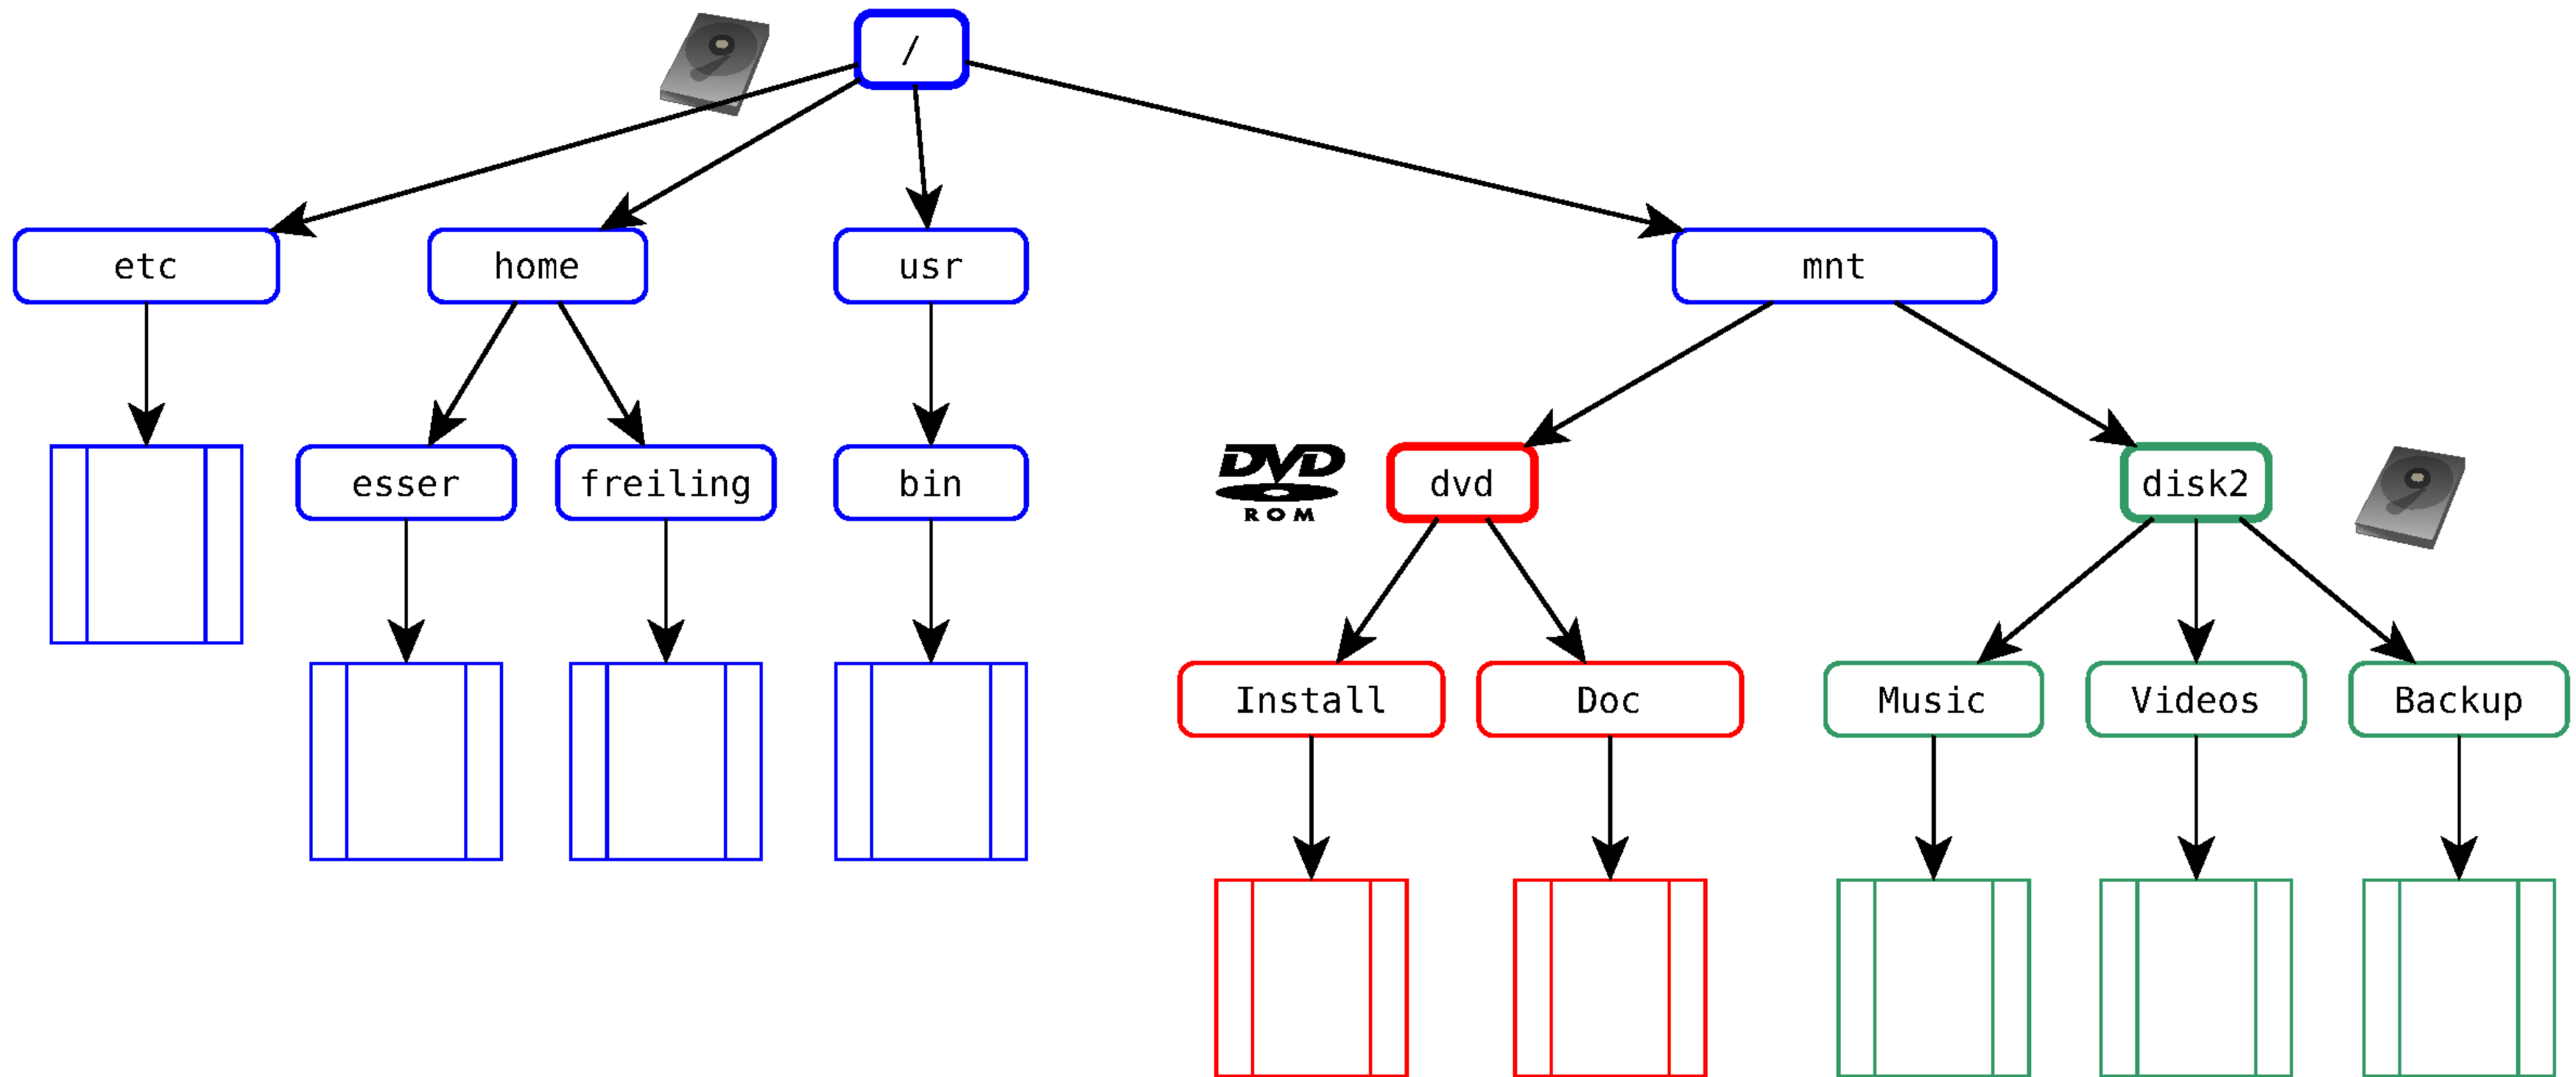 /
etc
home
usr
mnt
esser
freiling
bin
DVD
ROM
dvd
disk2
Install
Doc
Music
Videos
Backup